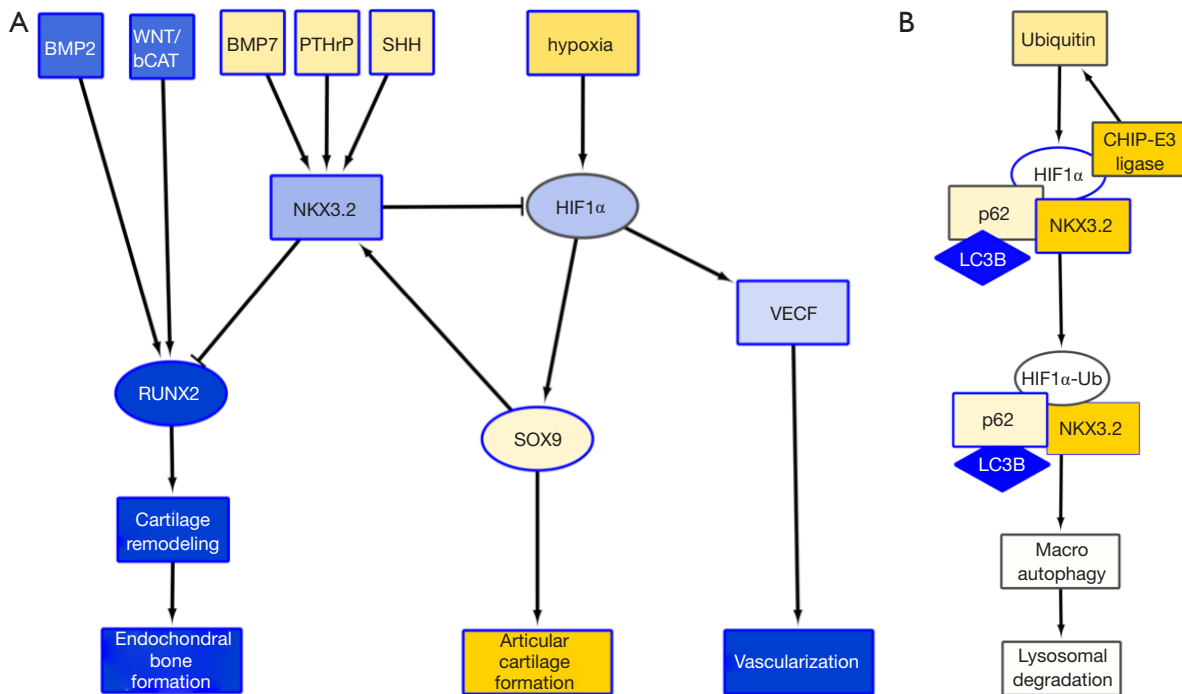 A
BMP2
WNT/
bCAT
BMP7
PTHrP
SHH
hypoxia
NKX3.2
HIF1α
VECF
RUNX2
SOX9
Cartilage
remodeling
Endochondral
bone
formation
Articular
cartilage
formation
Vascularization
B
Ubiquitin
CHIP-E3
ligase
HIF1α
p62
NKX3.2
LC3B
HIF1α-Ub
p62
NKX3.2
LC3B
Macro
autophagy
Lysosomal
degradation